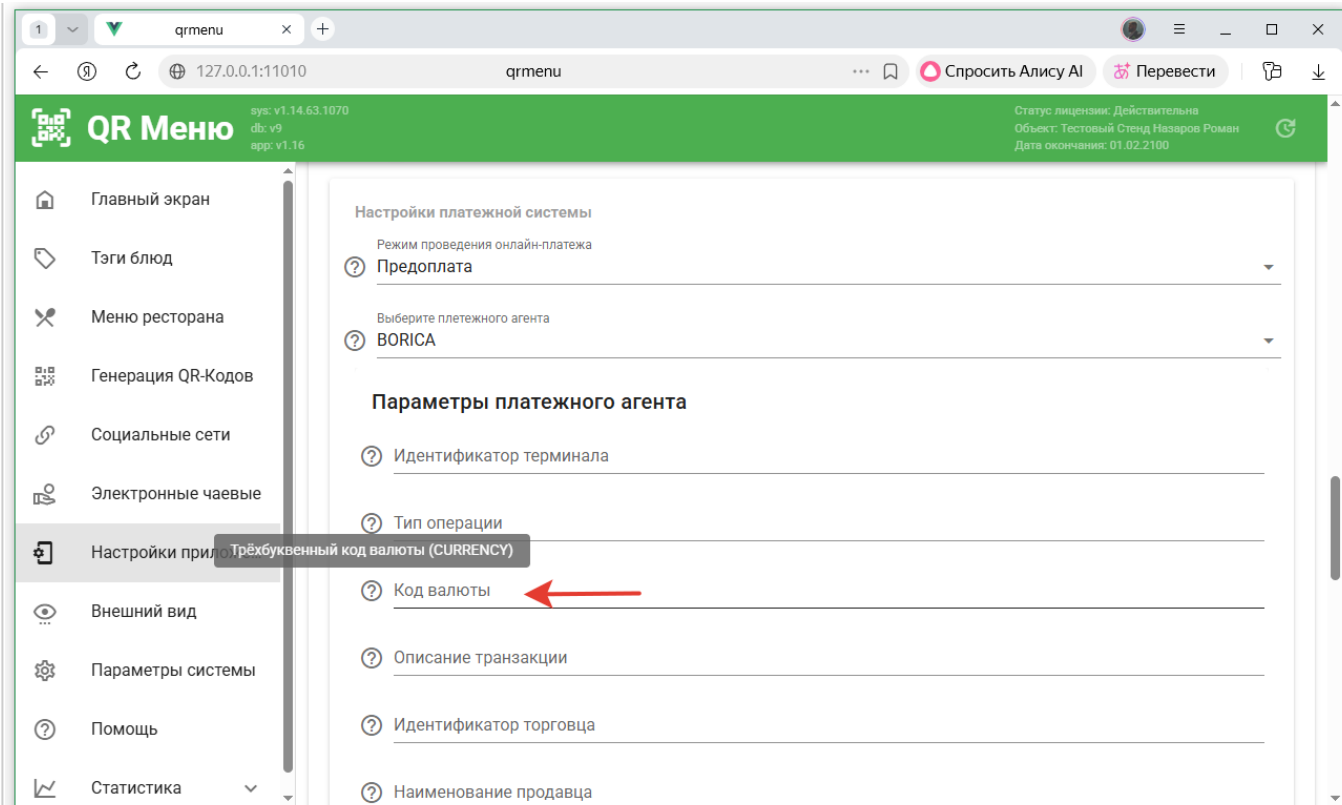 1
qrmenu
127.0.0.1:11010
qrmenu
Спросить Алису AI
Перевести
QR Меню
sys: v1.14.63.1070
db: v9
app: v1.16
Статус лицензии: Действительна
Объект: Тестовый Стенд Назаров Роман
Дата окончания: 01.02.2100
Главный экран
Тэги блюд
Меню ресторана
Генерация QR-Кодов
Социальные сети
Электронные чаевые
Настройки прилож...
Внешний вид
Параметры системы
Помощь
Статистика
Настройки платежной системы
Режим проведения онлайн-платежа
Предоплата
Выберите плетежного агента
BORICA
Параметры платежного агента
Идентификатор терминала
Тип операции
Трёхбуквенный код валюты (CURRENCY)
Код валюты
Описание транзакции
Идентификатор торговца
Наименование продавца